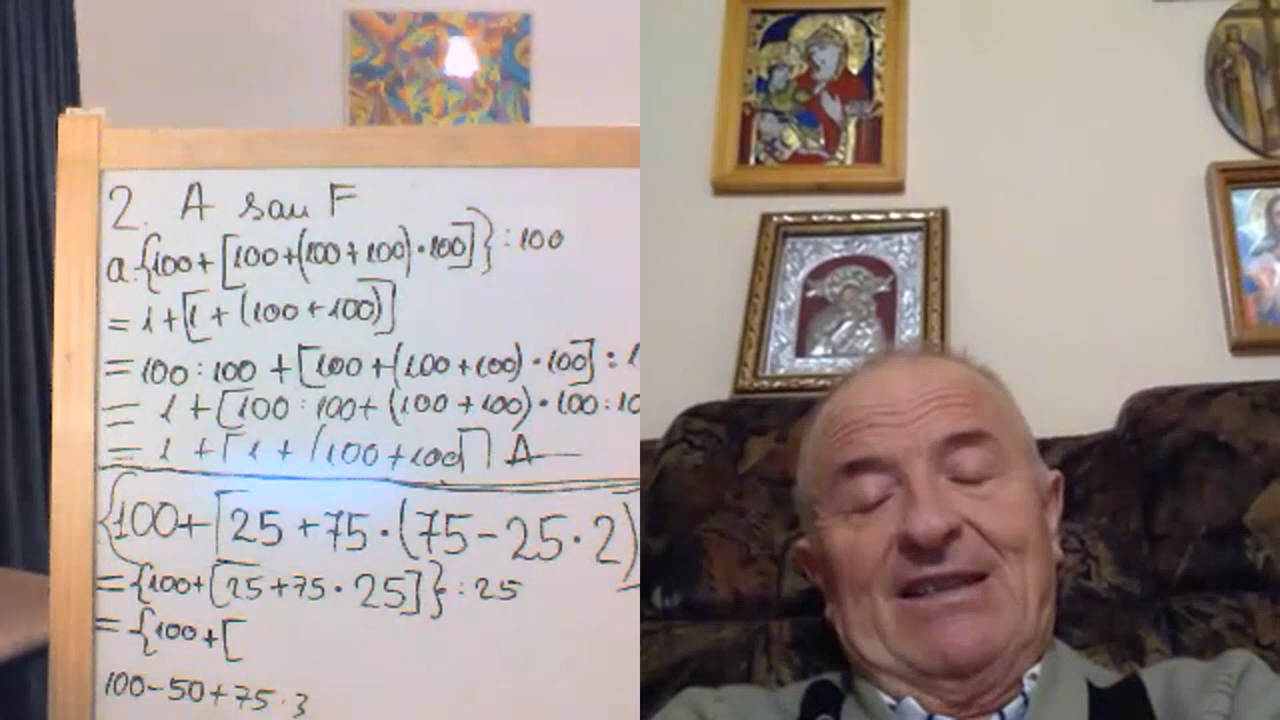 2. A sau F
a. {100+[100+(100+100)·100]}:100
= 1+[1+(100+100)]
= 100:100+[100+(100+100)·100]:1
= 1+[100:100+(100+100)·100:10
= 1+[1+(100+100)] A
{100+[25+75·(75-25·2)
={100+[25+75·25]}:25
={100+[
100-50+75·3